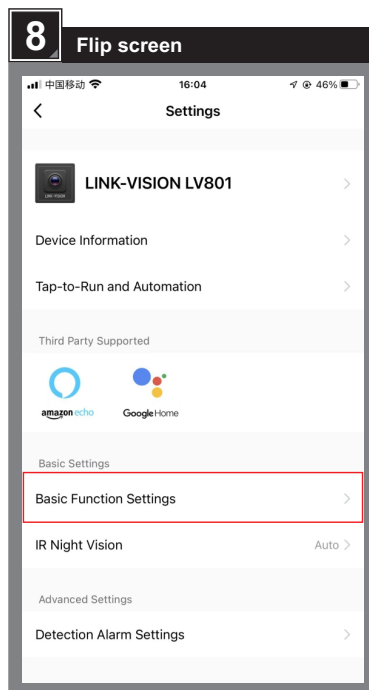 8 Flip screen
中国移动 16:04 46%
Settings
LINK-VISION LV801
Device Information
Tap-to-Run and Automation
Third Party Supported
amazon echo Google Home
Basic Settings
Basic Function Settings
IR Night Vision Auto
Advanced Settings
Detection Alarm Settings